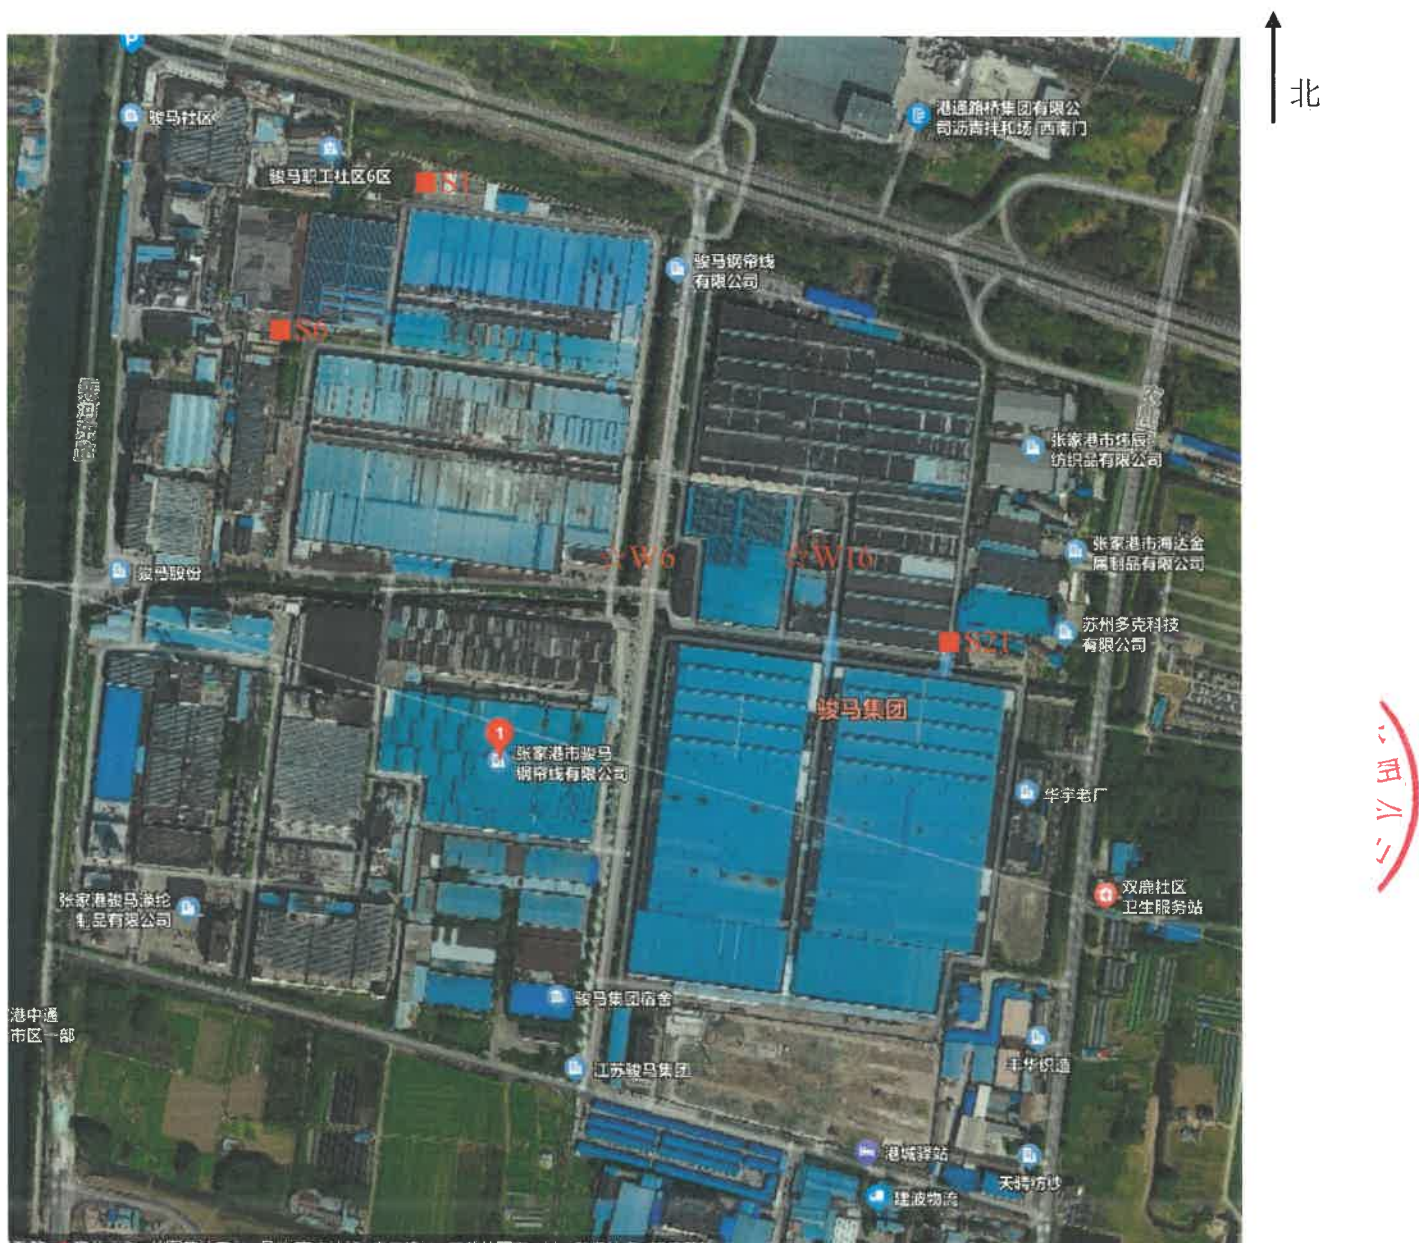 北
P
骏马社区
港通路桥集团有限公
司沥青拌和场-西南门
骏马职工社区6区
S1
骏马钢帘线
有限公司
S6
张家港市炜辰
纺织品有限公司
☆W6
☆W16
张家港市海达金
属制品有限公司
骏马股份
苏州多克科技
有限公司
S21
骏马集团
1
张家港市骏马
钢帘线有限公司
华宇老厂
双鹿社区
卫生服务站
张家港骏马涤纶
制品有限公司
骏马集团宿舍
港中通
市区一部
丰华织造
江苏骏马集团
港城驿站
天骋纺纱
建波物流